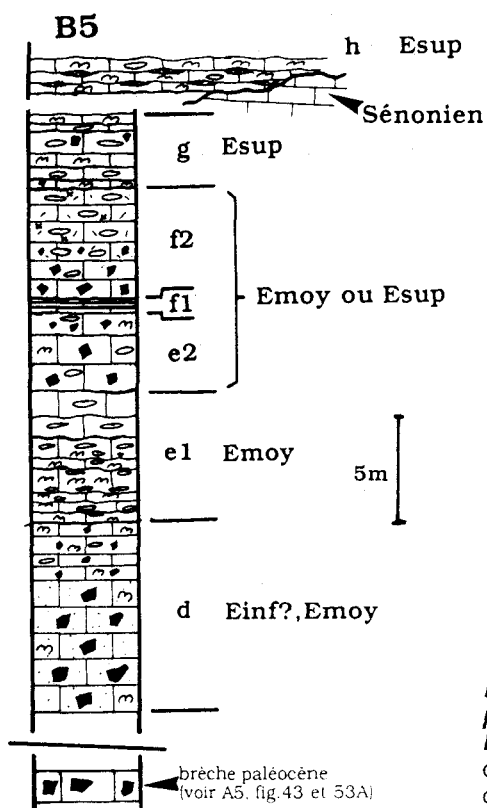 B5
h Esup
Sénonien
g Esup
f2
f1
Emoy ou Esup
e2
e1 Emoy
5m
d Einf?,Emoy
brèche paléocène
(voir A5, fig.43 et 53A)